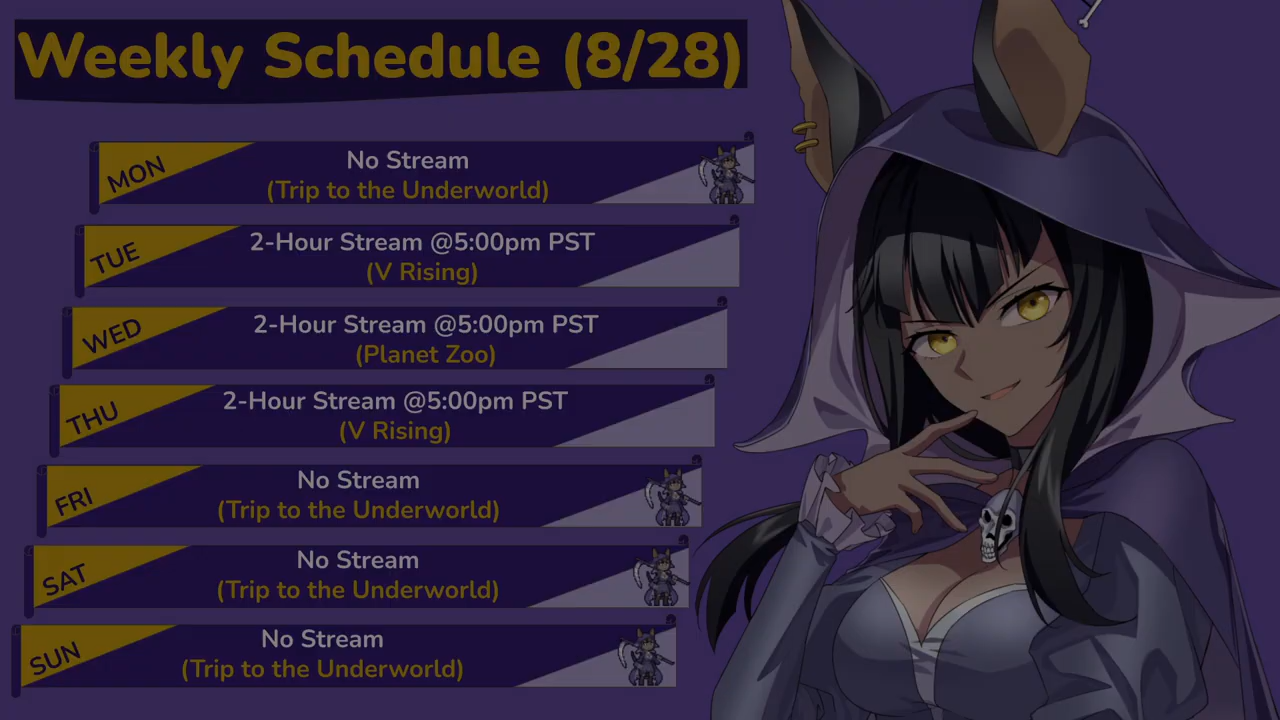 Weekly Schedule (8/28)
MON
No Stream
(Trip to the Underworld)
TUE
2-Hour Stream @5:00pm PST
(V Rising)
WED
2-Hour Stream @5:00pm PST
(Planet Zoo)
THU
2-Hour Stream @5:00pm PST
(V Rising)
FRI
No Stream
(Trip to the Underworld)
SAT
No Stream
(Trip to the Underworld)
SUN
No Stream
(Trip to the Underworld)